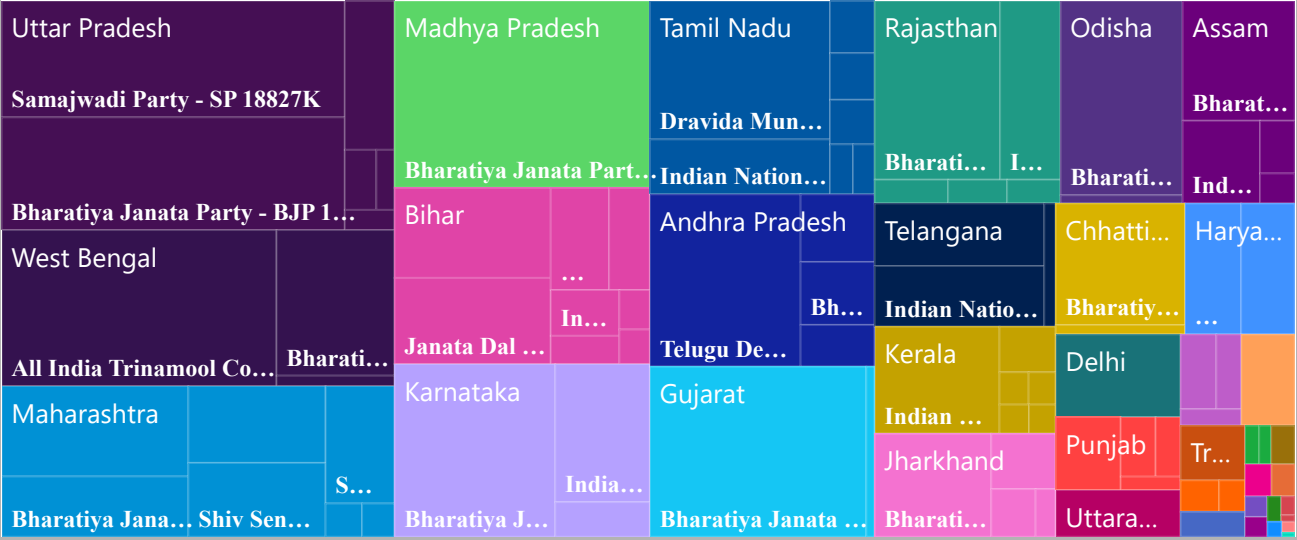 Uttar Pradesh
Samajwadi Party - SP 18827K
Bharatiya Janata Party - BJP 1…
West Bengal
All India Trinamool Co…
Bharati…
Maharashtra
Bharatiya Jana…
Shiv Sen…
S…
Madhya Pradesh
Bharatiya Janata Part…
Bihar
…
In…
Janata Dal …
Karnataka
India…
Bharatiya J…
Tamil Nadu
Dravida Mun…
Indian Nation…
Andhra Pradesh
Bh…
Telugu De…
Gujarat
Bharatiya Janata …
Rajasthan
Bharati…
I…
Telangana
Indian Natio…
Kerala
Indian …
Jharkhand
Bharati…
Odisha
Bharati…
Assam
Bharat…
Ind…
Chhatti…
Bharatiy…
Harya…
…
Delhi
Punjab
Tr…
Uttara…